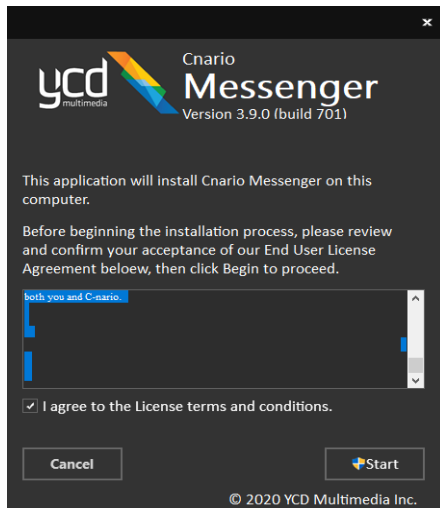 ×
ycd
multimedia
Cnario
Messenger
Version 3.9.0 (build 701)
This application will install Cnario Messenger on this
computer.
Before beginning the installation process, please review
and confirm your acceptance of our End User License
Agreement beloew, then click Begin to proceed.
both you and C-nario.
I agree to the License terms and conditions.
Cancel
Start
© 2020 YCD Multimedia Inc.